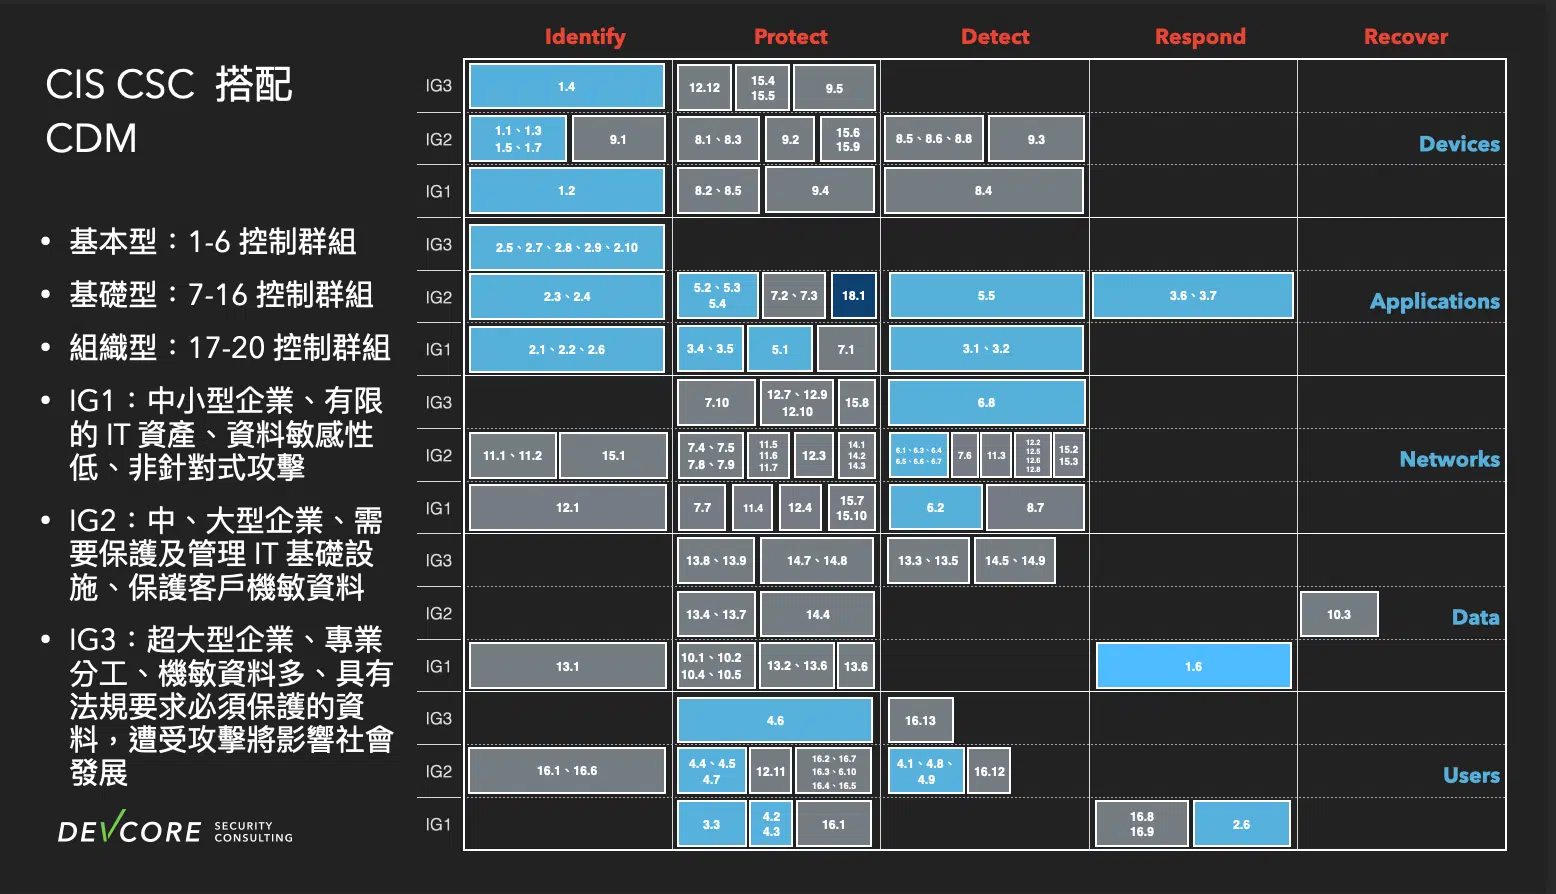 CIS CSC 搭配
CDM
• 基本型：1-6 控制群組
• 基礎型：7-16 控制群組
• 組織型：17-20 控制群組
• IG1：中小型企業、有限
的 IT 資產、資料敏感性
低、非針對式攻擊
• IG2：中、大型企業、需
要保護及管理 IT 基礎設
施、保護客戶機敏資料
• IG3：超大型企業、專業
分工、機敏資料多、具有
法規要求必須保護的資
料，遭受攻擊將影響社會
發展
DEVCORE SECURITY
CONSULTING
Identify Protect Detect Respond Recover
IG3 1.4 12.12 15.4 9.5
15.5
IG2 1.1、1.3 9.1 8.1、8.3 9.2 15.6 8.5、8.6、8.8 9.3 Devices
1.5、1.7 15.9
IG1 1.2 8.2、8.5 9.4 8.4
IG3 2.5、2.7、2.8、2.9、2.10
IG2 2.3、2.4 5.2、5.3 7.2、7.3 18.1 5.5 3.6、3.7 Applications
5.4
IG1 2.1、2.2、2.6 3.4、3.5 5.1 7.1 3.1、3.2
IG3 7.10 12.7、12.9 15.8 6.8
12.10
IG2 11.1、11.2 15.1 7.4、7.5 11.5 12.3 14.1 6.1、6.3、6.4 7.6 11.3 12.2 15.2 Networks
7.8、7.9 11.6 14.2 6.5、6.6、6.7 12.5 15.3
11.7 14.3 12.6
12.8
IG1 12.1 7.7 11.4 12.4 15.7 6.2 8.7
15.10
IG3 13.8、13.9 14.7、14.8 13.3、13.5 14.5、14.9
IG2 13.4、13.7 14.4 10.3 Data
IG1 13.1 10.1、10.2 13.2、13.6 13.6 1.6
10.4、10.5
IG3 4.6 16.13
IG2 16.1、16.6 4.4、4.5 12.11 16.2、16.7 4.1、4.8、 16.12 Users
4.7 16.3、6.10 4.9
16.4、16.5
IG1 3.3 4.2 16.1 16.8 2.6
4.3 16.9